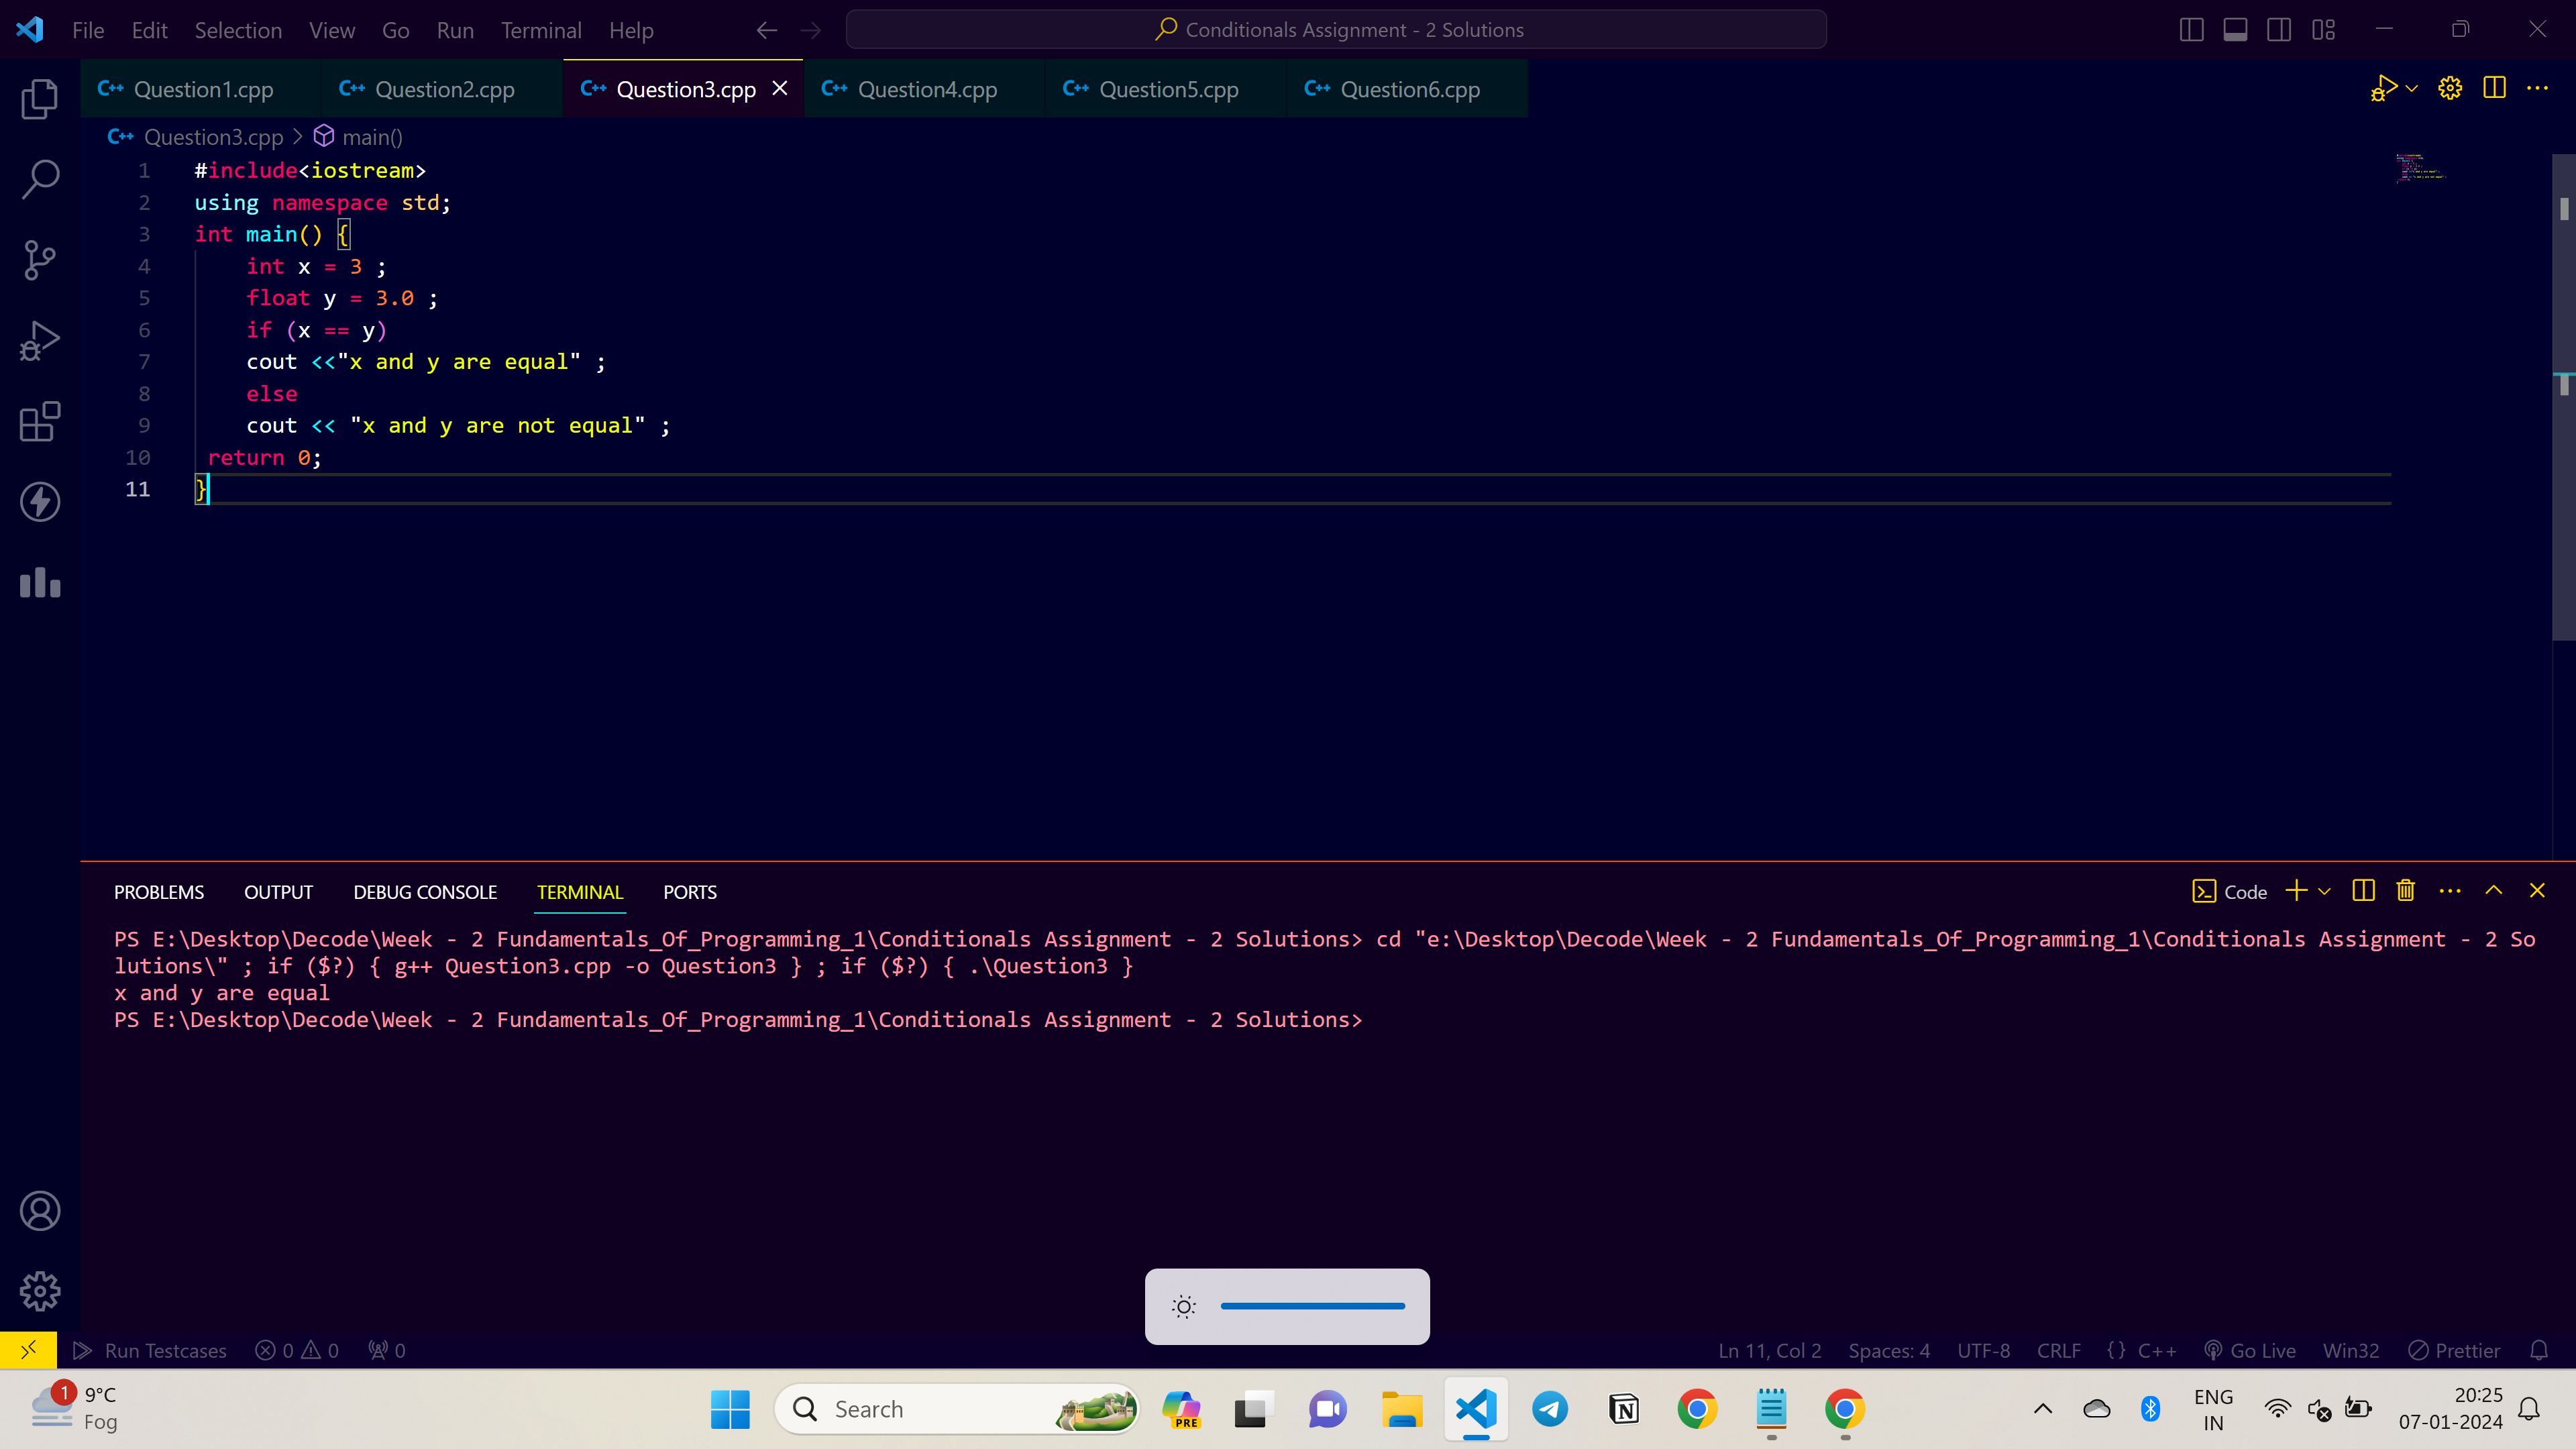 File Edit Selection View Go Run Terminal Help
Conditionals Assignment - 2 Solutions
Question1.cpp Question2.cpp Question3.cpp Question4.cpp Question5.cpp Question6.cpp
Question3.cpp > main()
1 #include<iostream>
2 using namespace std;
3 int main() {
4 int x = 3 ;
5 float y = 3.0 ;
6 if (x == y)
7 cout <<"x and y are equal" ;
8 else
9 cout << "x and y are not equal" ;
10 return 0;
11 }
PROBLEMS OUTPUT DEBUG CONSOLE TERMINAL PORTS
Code
PS E:\Desktop\Decode\Week - 2 Fundamentals_Of_Programming_1\Conditionals Assignment - 2 Solutions> cd "e:\Desktop\Decode\Week - 2 Fundamentals_Of_Programming_1\Conditionals Assignment - 2 So
lutions\" ; if ($?) { g++ Question3.cpp -o Question3 } ; if ($?) { .\Question3 }
x and y are equal
PS E:\Desktop\Decode\Week - 2 Fundamentals_Of_Programming_1\Conditionals Assignment - 2 Solutions>
Run Testcases 0 0 0
Ln 11, Col 2 Spaces: 4 UTF-8 CRLF {} C++ Go Live Win32 Prettier
1
9°C
Fog
Search
PRE
ENG
IN
20:25
07-01-2024